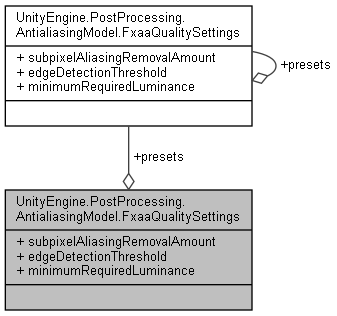 UnityEngine.PostProcessing.
AntialiasingModel.FxaaQualitySettings
+ subpixelAliasingRemovalAmount
+ edgeDetectionThreshold
+ minimumRequiredLuminance
+presets
+presets
UnityEngine.PostProcessing.
AntialiasingModel.FxaaQualitySettings
+ subpixelAliasingRemovalAmount
+ edgeDetectionThreshold
+ minimumRequiredLuminance